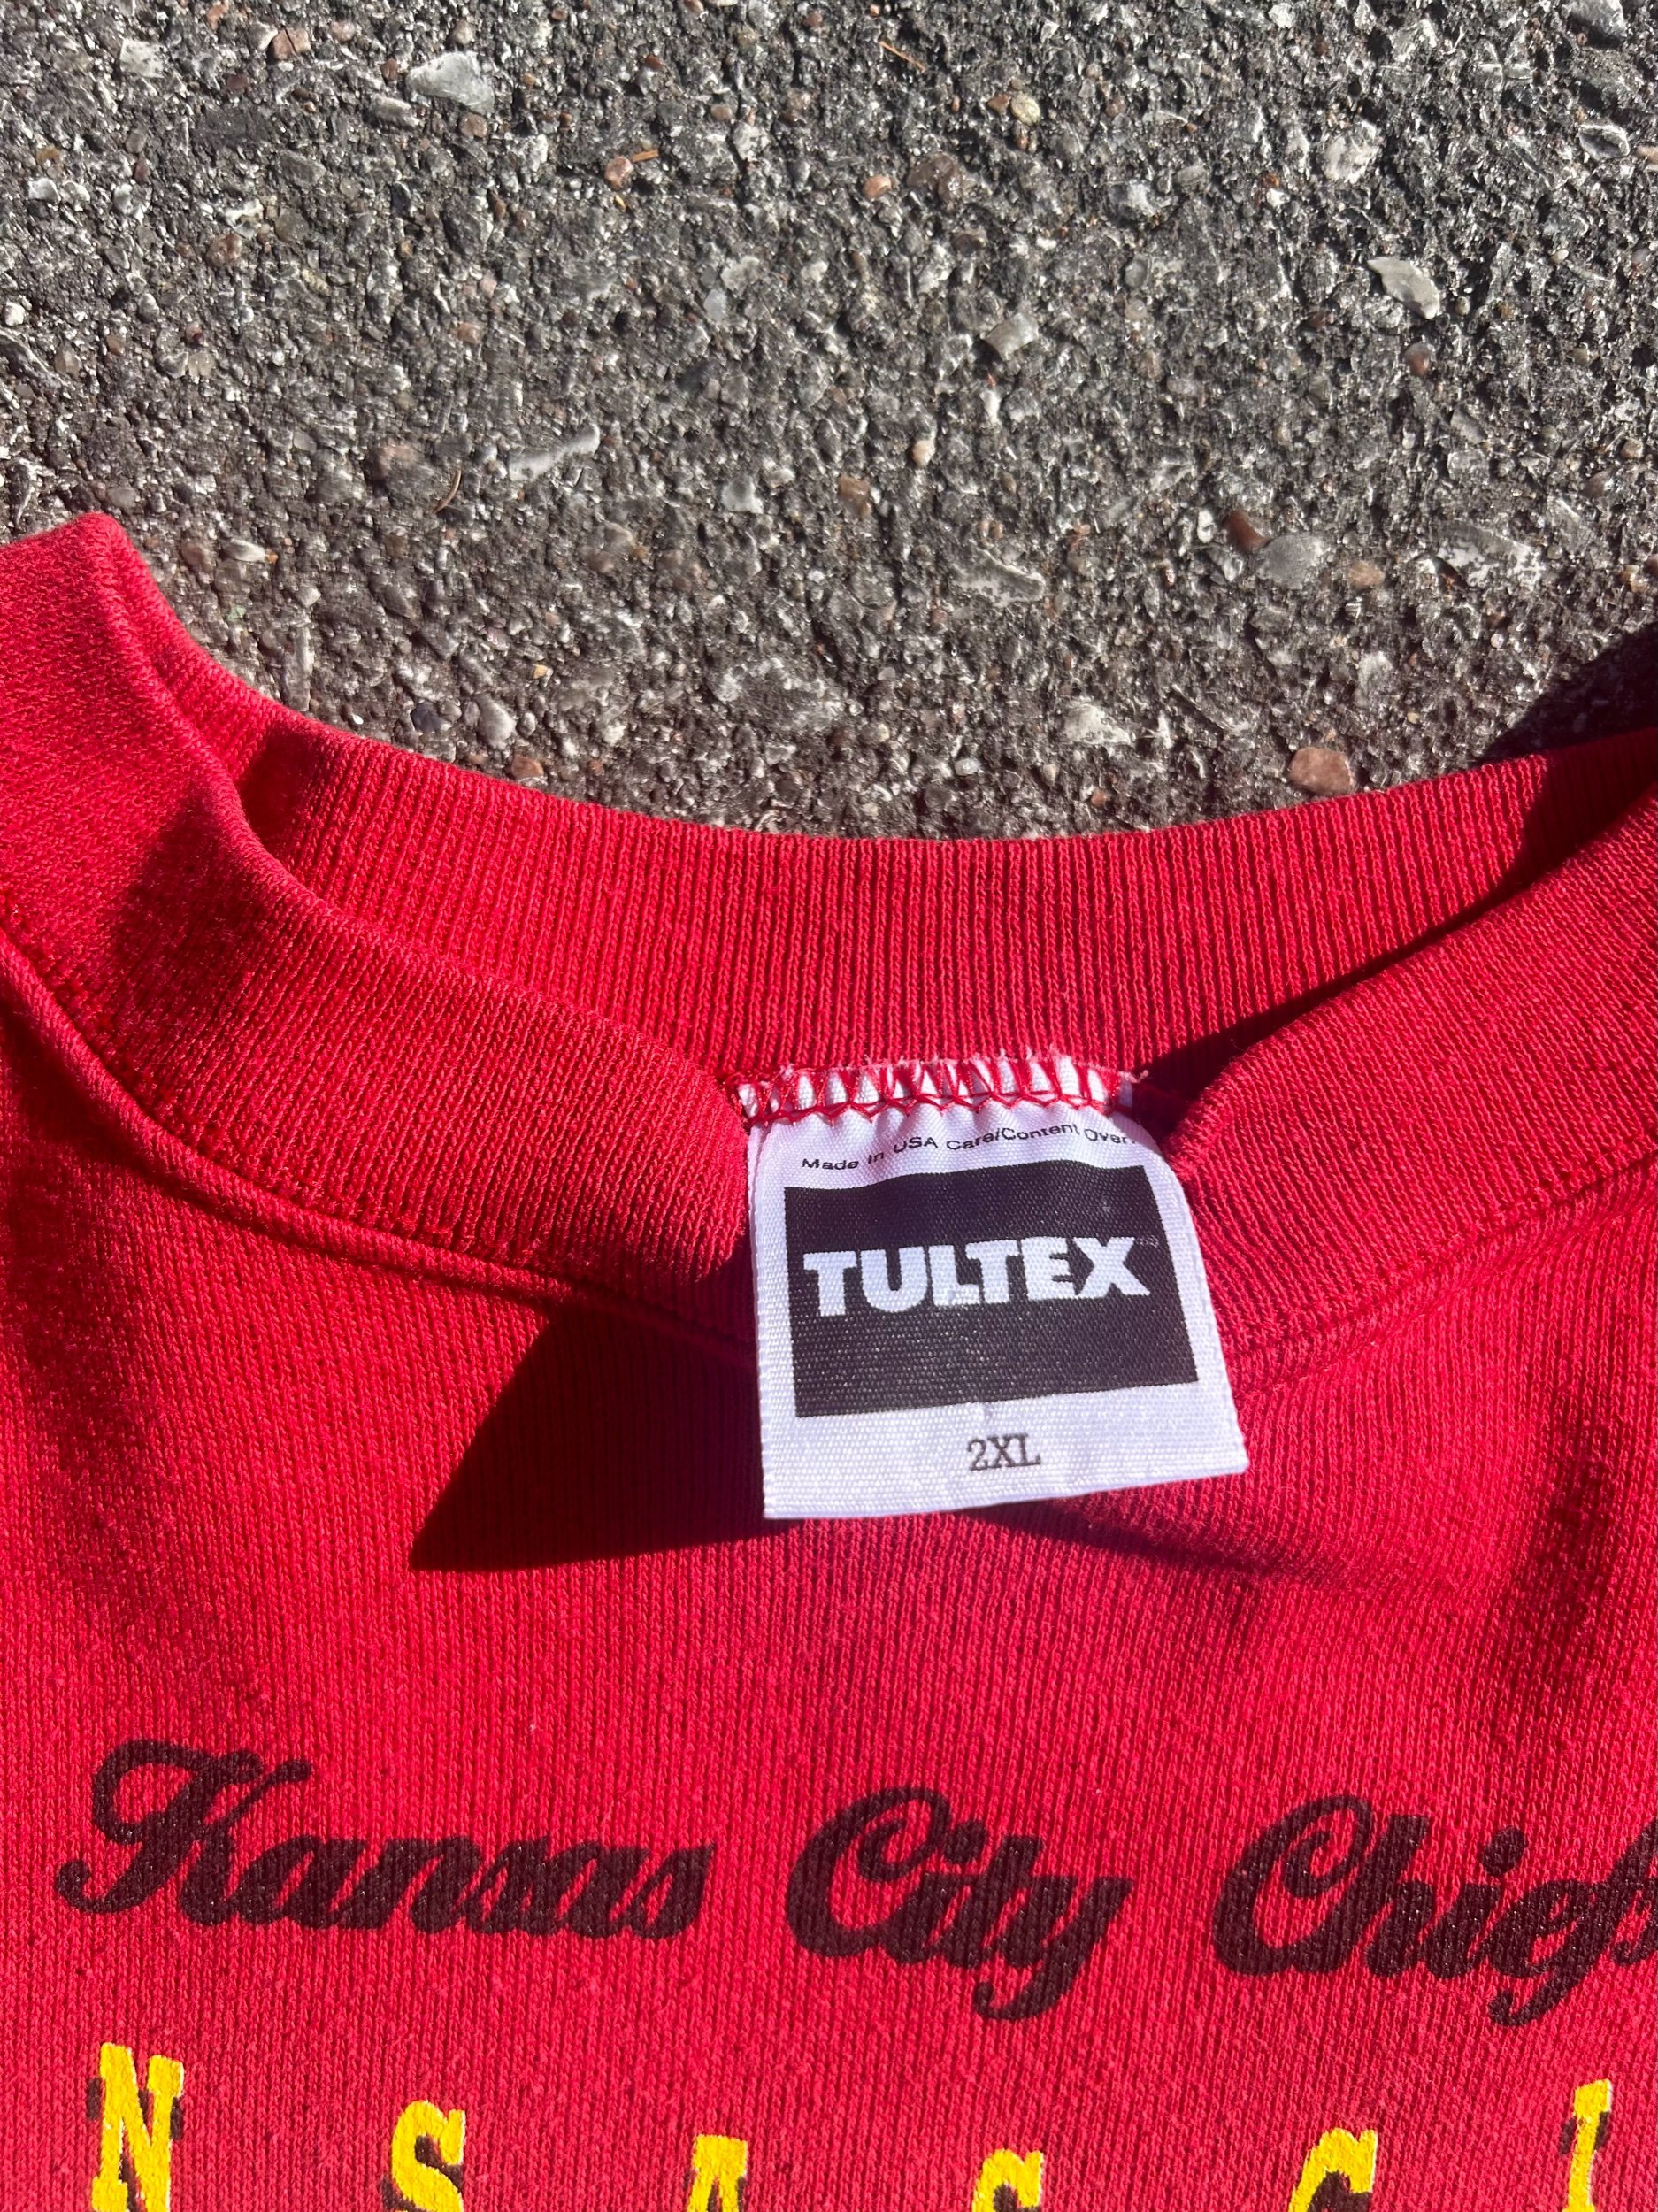 Made in USA Care/Content Over
TULTEX
2XL
Kansas City Chiefs
N S A S C I